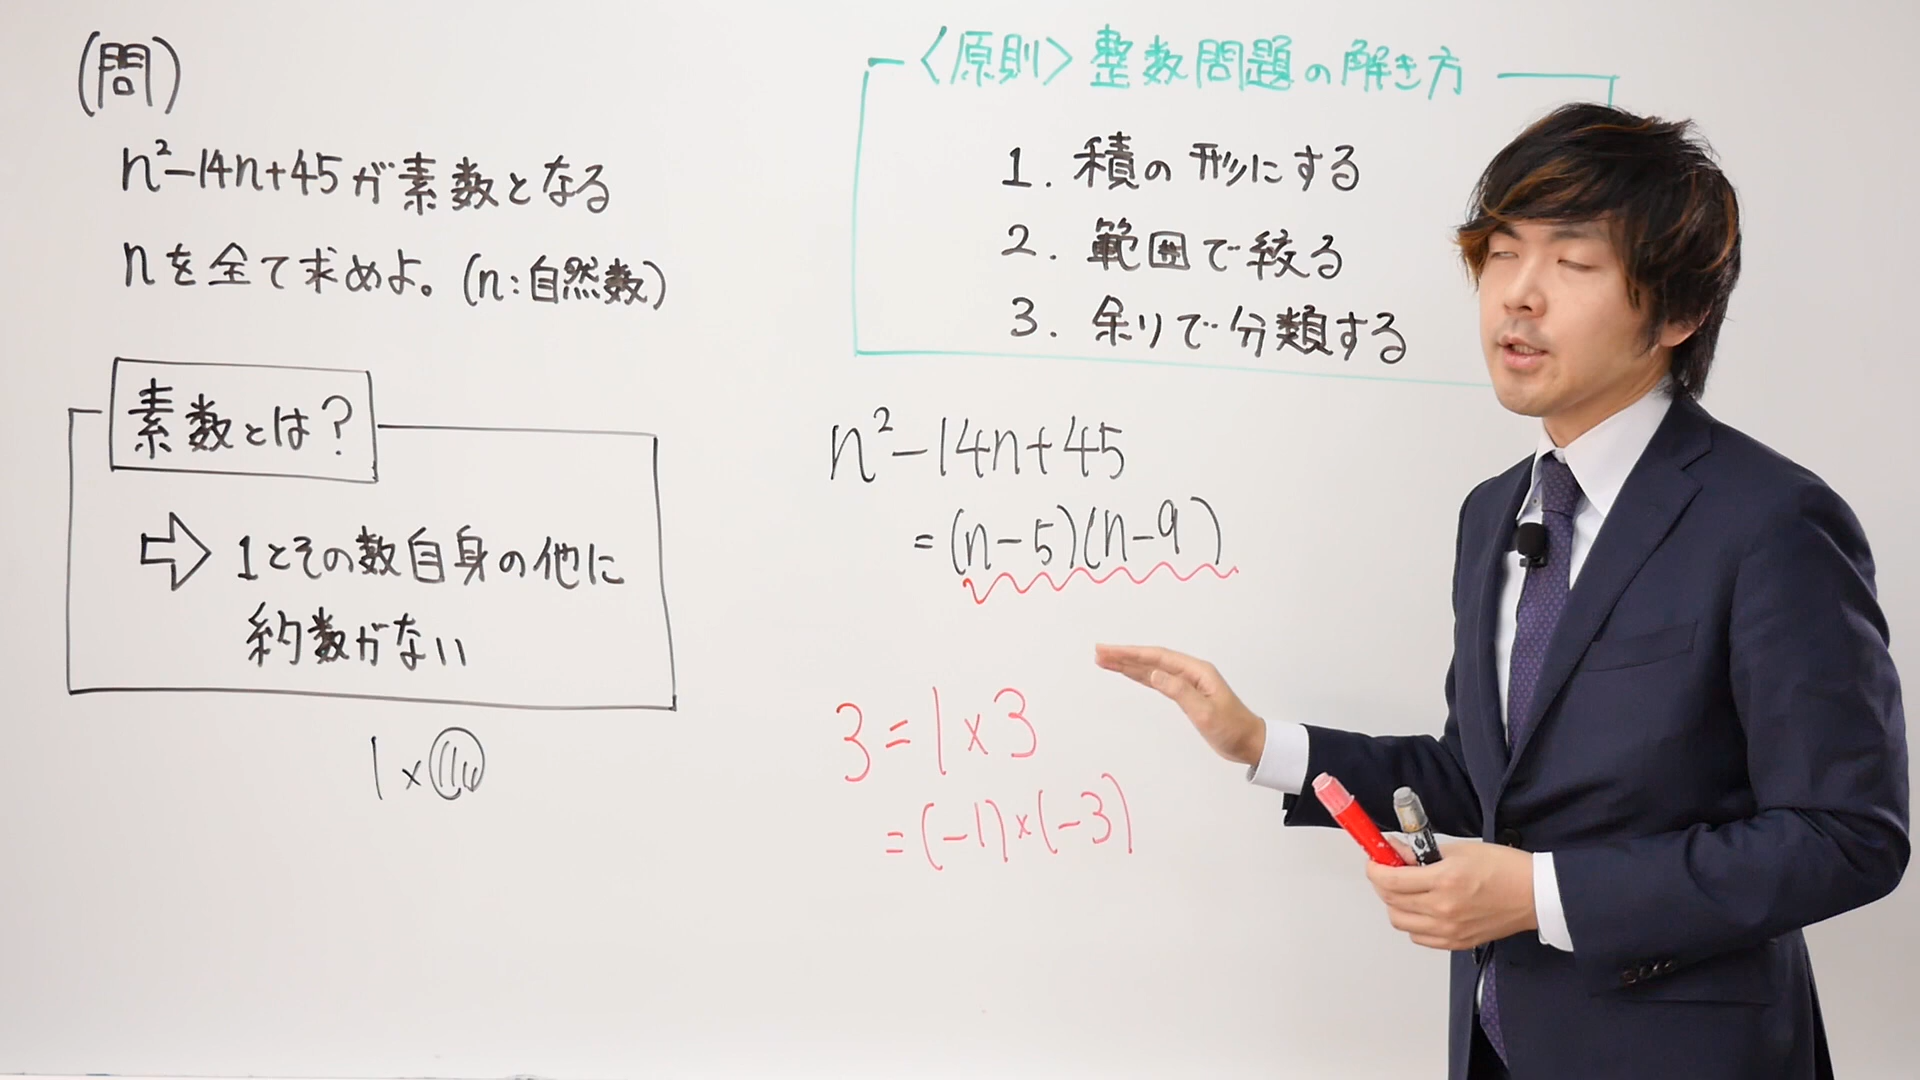 (問)
n²-14n+45が素数となる
nを全て求めよ。(n:自然数)
素数とは?
⇨ 1とその数自身の他に
約数がない
1×
〈原則〉整数問題の解き方
1. 積の形にする
2. 範囲で絞る
3. 余りで分類する
n²-14n+45
=(n-5)(n-9)
3=1×3
=(-1)×(-3)